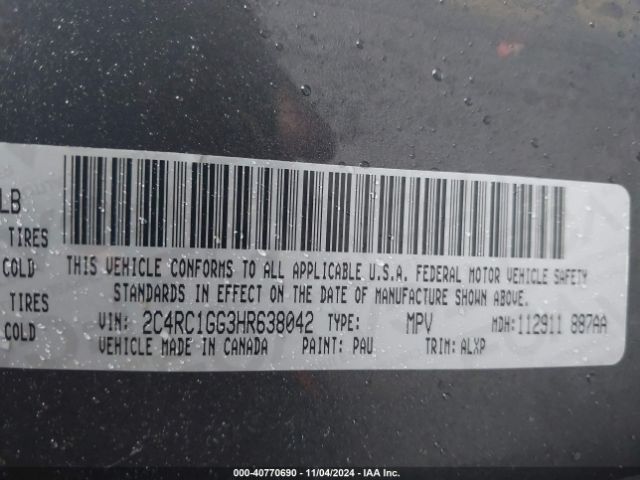 LB
TIRES
COLD
TIRES
COLD
THIS VEHICLE CONFORMS TO ALL APPLICABLE U.S.A. FEDERAL MOTOR VEHICLE SAFETY
STANDARDS IN EFFECT ON THE DATE OF MANUFACTURE SHOWN ABOVE.
VIN: 2C4RC1GG3HR638042 TYPE: MPV MDH: 112911 887AA
VEHICLE MADE IN CANADA PAINT: PAU TRIM: ALXP
000-40770690 - 11/04/2024 - IAA Inc.